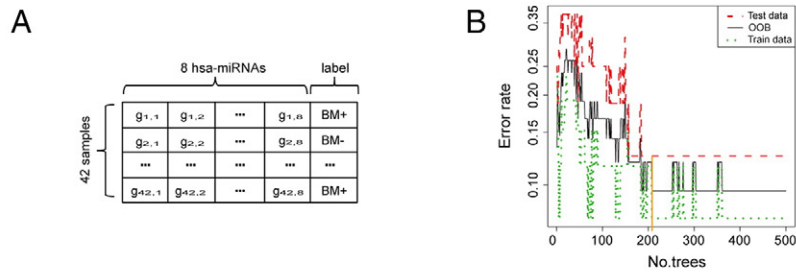 A
8 hsa-miRNAs label
42 samples
g1,1 g1,2 ... g1,8 BM+
g2,1 g2,2 ... g2,8 BM-
... ... ... ... ...
g42,1 g42,2 ... g42,8 BM+
B
Error rate
0.35
0.25
0.20
0.15
0.10
Test data
OOB
Train data
0 100 200 300 400 500
No.trees